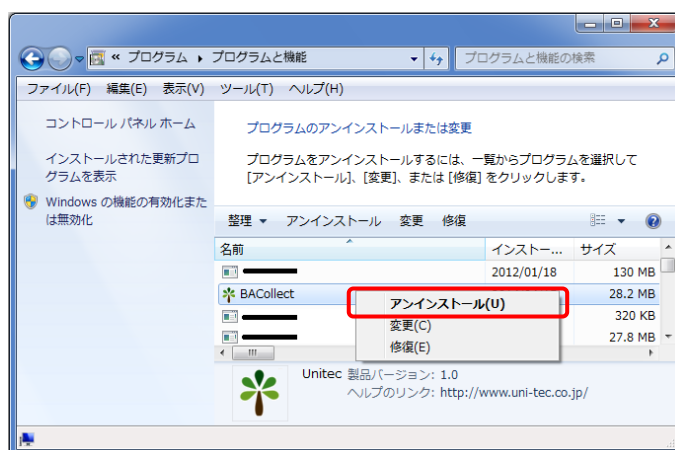 « プログラム ▸ プログラムと機能
プログラムと機能の検索
ファイル(F) 編集(E) 表示(V) ツール(T) ヘルプ(H)
コントロール パネル ホーム
インストールされた更新プロ
グラムを表示
Windows の機能の有効化また
は無効化
プログラムのアンインストールまたは変更
プログラムをアンインストールするには、一覧からプログラムを選択して
[アンインストール]、[変更]、または [修復] をクリックします。
整理 ▼ アンインストール 変更 修復
名前 インストー... サイズ
2012/01/18 130 MB
BACollect 28.2 MB
アンインストール(U)
320 KB
変更(C)
27.8 MB
修復(E)
Unitec 製品バージョン: 1.0
ヘルプのリンク: http://www.uni-tec.co.jp/